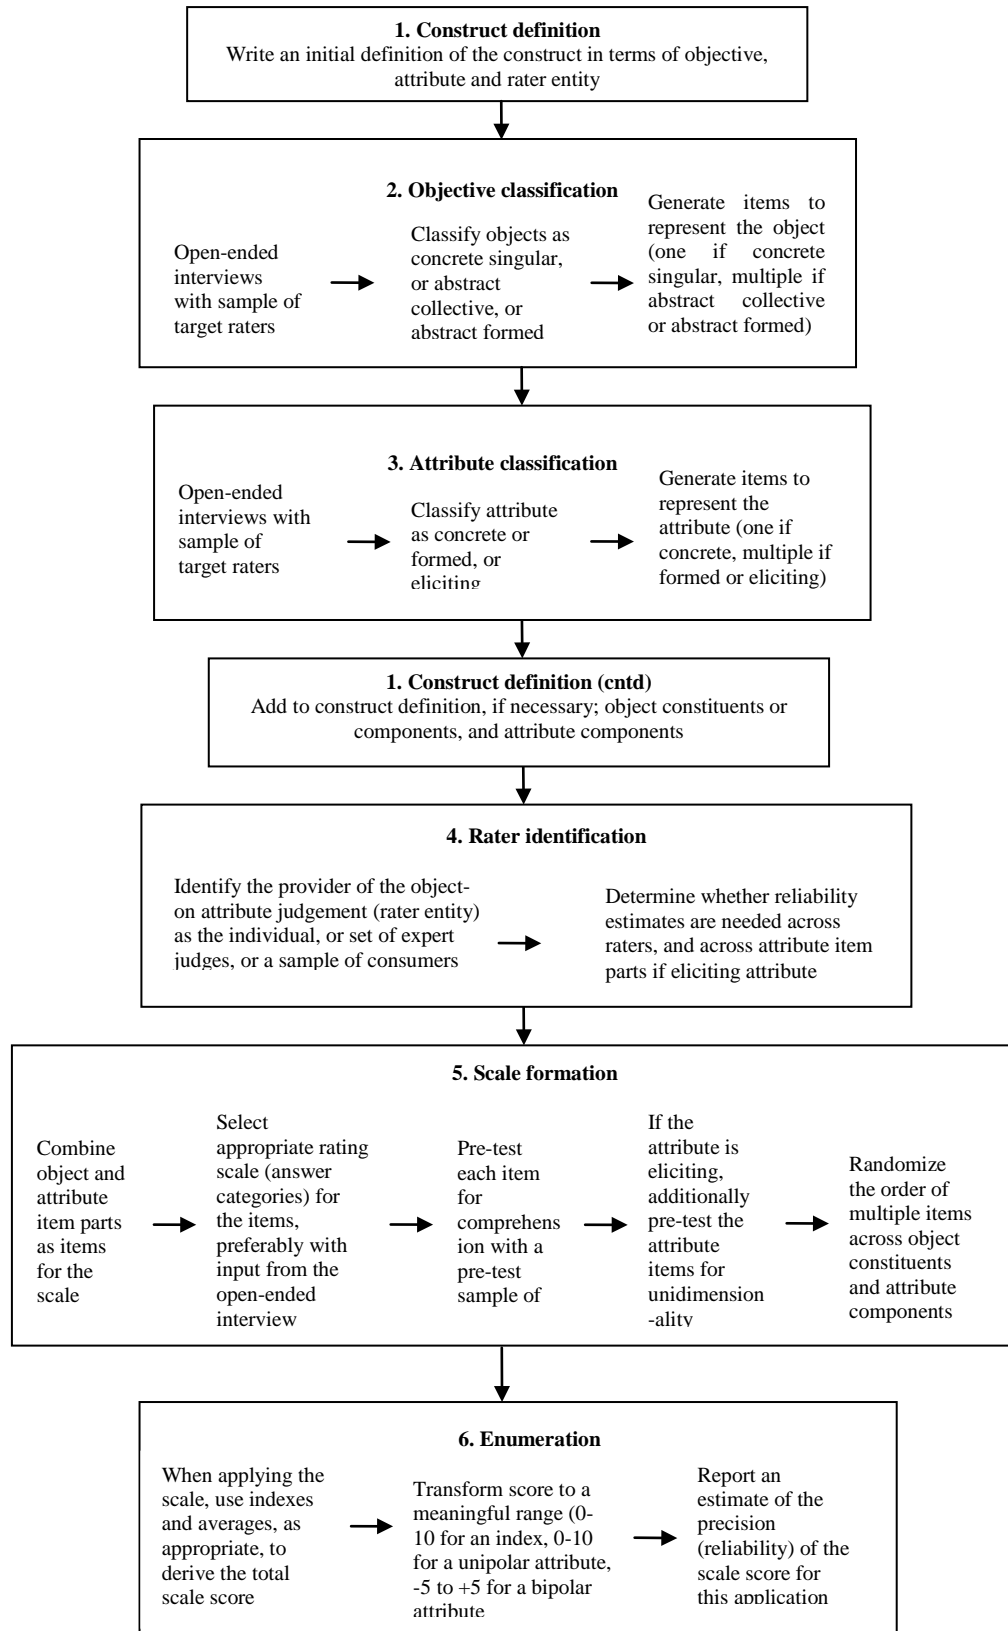 1. Construct definition
Write an initial definition of the construct in terms of objective,
attribute and rater entity
2. Objective classification
Open-ended
interviews
with sample of
target raters
Classify objects as
concrete singular,
or abstract
collective, or
abstract formed
Generate items to
represent the object
(one if concrete
singular, multiple if
abstract collective
or abstract formed)
3. Attribute classification
Open-ended
interviews with
sample of
target raters
Classify attribute
as concrete or
formed, or
eliciting
Generate items to
represent the
attribute (one if
concrete, multiple if
formed or eliciting)
1. Construct definition (cntd)
Add to construct definition, if necessary; object constituents or
components, and attribute components
4. Rater identification
Identify the provider of the object-
on attribute judgement (rater entity)
as the individual, or set of expert
judges, or a sample of consumers
Determine whether reliability
estimates are needed across
raters, and across attribute item
parts if eliciting attribute
5. Scale formation
Combine
object and
attribute
item parts
as items
for the
scale
Select
appropriate rating
scale (answer
categories) for
the items,
preferably with
input from the
open-ended
interview
Pre-test
each item
for
comprehens
ion with a
pre-test
sample of
If the
attribute is
eliciting,
additionally
pre-test the
attribute
items for
unidimension
-ality
Randomize
the order of
multiple items
across object
constituents
and attribute
components
6. Enumeration
When applying the
scale, use indexes
and averages, as
appropriate, to
derive the total
scale score
Transform score to a
meaningful range (0-
10 for an index, 0-10
for a unipolar attribute,
-5 to +5 for a bipolar
attribute
Report an
estimate of the
precision
(reliability) of the
scale score for
this application